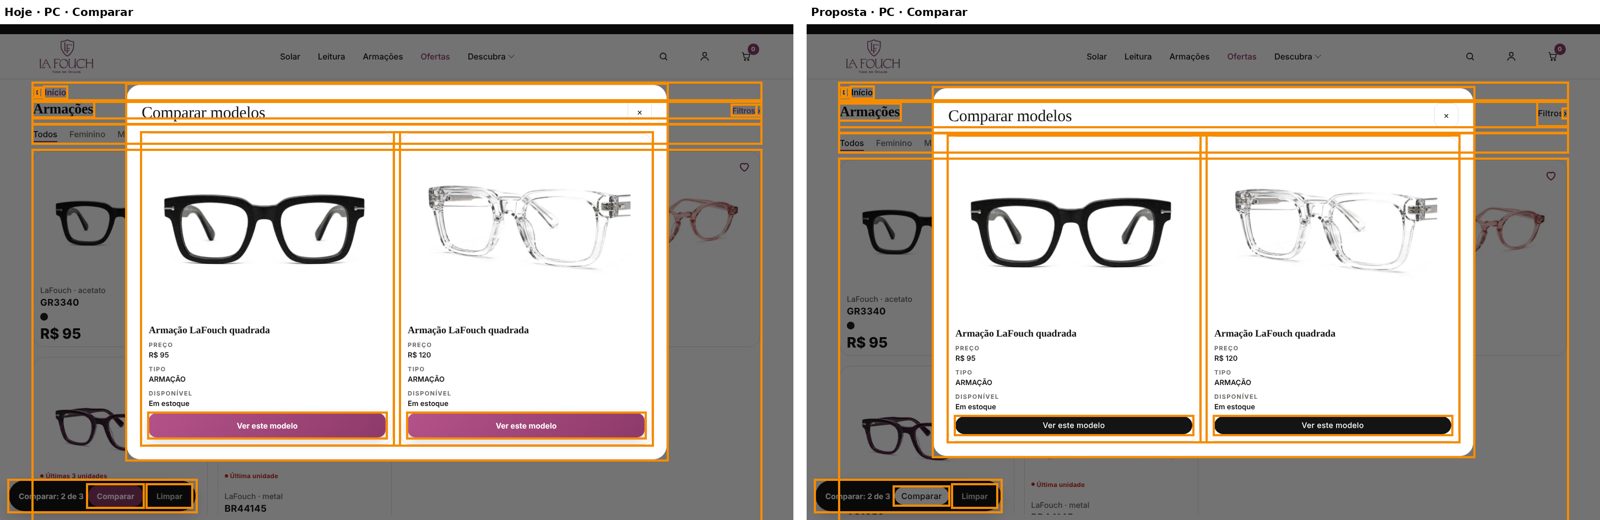 Hoje · PC · Comparar
LF
LA FOUCH
Solar Leitura Armações Ofertas Descubra
0
Início
Armações
Filtros
Todos Feminino M
Comparar modelos
×
Armação LaFouch quadrada
PREÇO
R$ 95
TIPO
ARMAÇÃO
DISPONÍVEL
Em estoque
Ver este modelo
Armação LaFouch quadrada
PREÇO
R$ 120
TIPO
ARMAÇÃO
DISPONÍVEL
Em estoque
Ver este modelo
LaFouch · acetato
GR3340
R$ 95
Últimas 3 unidades
Última unidade
LaFouch · metal
BR44145
Comparar: 2 de 3 Comparar Limpar
Proposta · PC · Comparar
LF
LA FOUCH
Solar Leitura Armações Ofertas Descubra
0
Início
Armações
Filtros
Todos Feminino M
Comparar modelos
×
Armação LaFouch quadrada
PREÇO
R$ 95
TIPO
ARMAÇÃO
DISPONÍVEL
Em estoque
Ver este modelo
Armação LaFouch quadrada
PREÇO
R$ 120
TIPO
ARMAÇÃO
DISPONÍVEL
Em estoque
Ver este modelo
LaFouch · acetato
GR3340
R$ 95
Última unidade
LaFouch · metal
Comparar: 2 de 3 Comparar Limpar